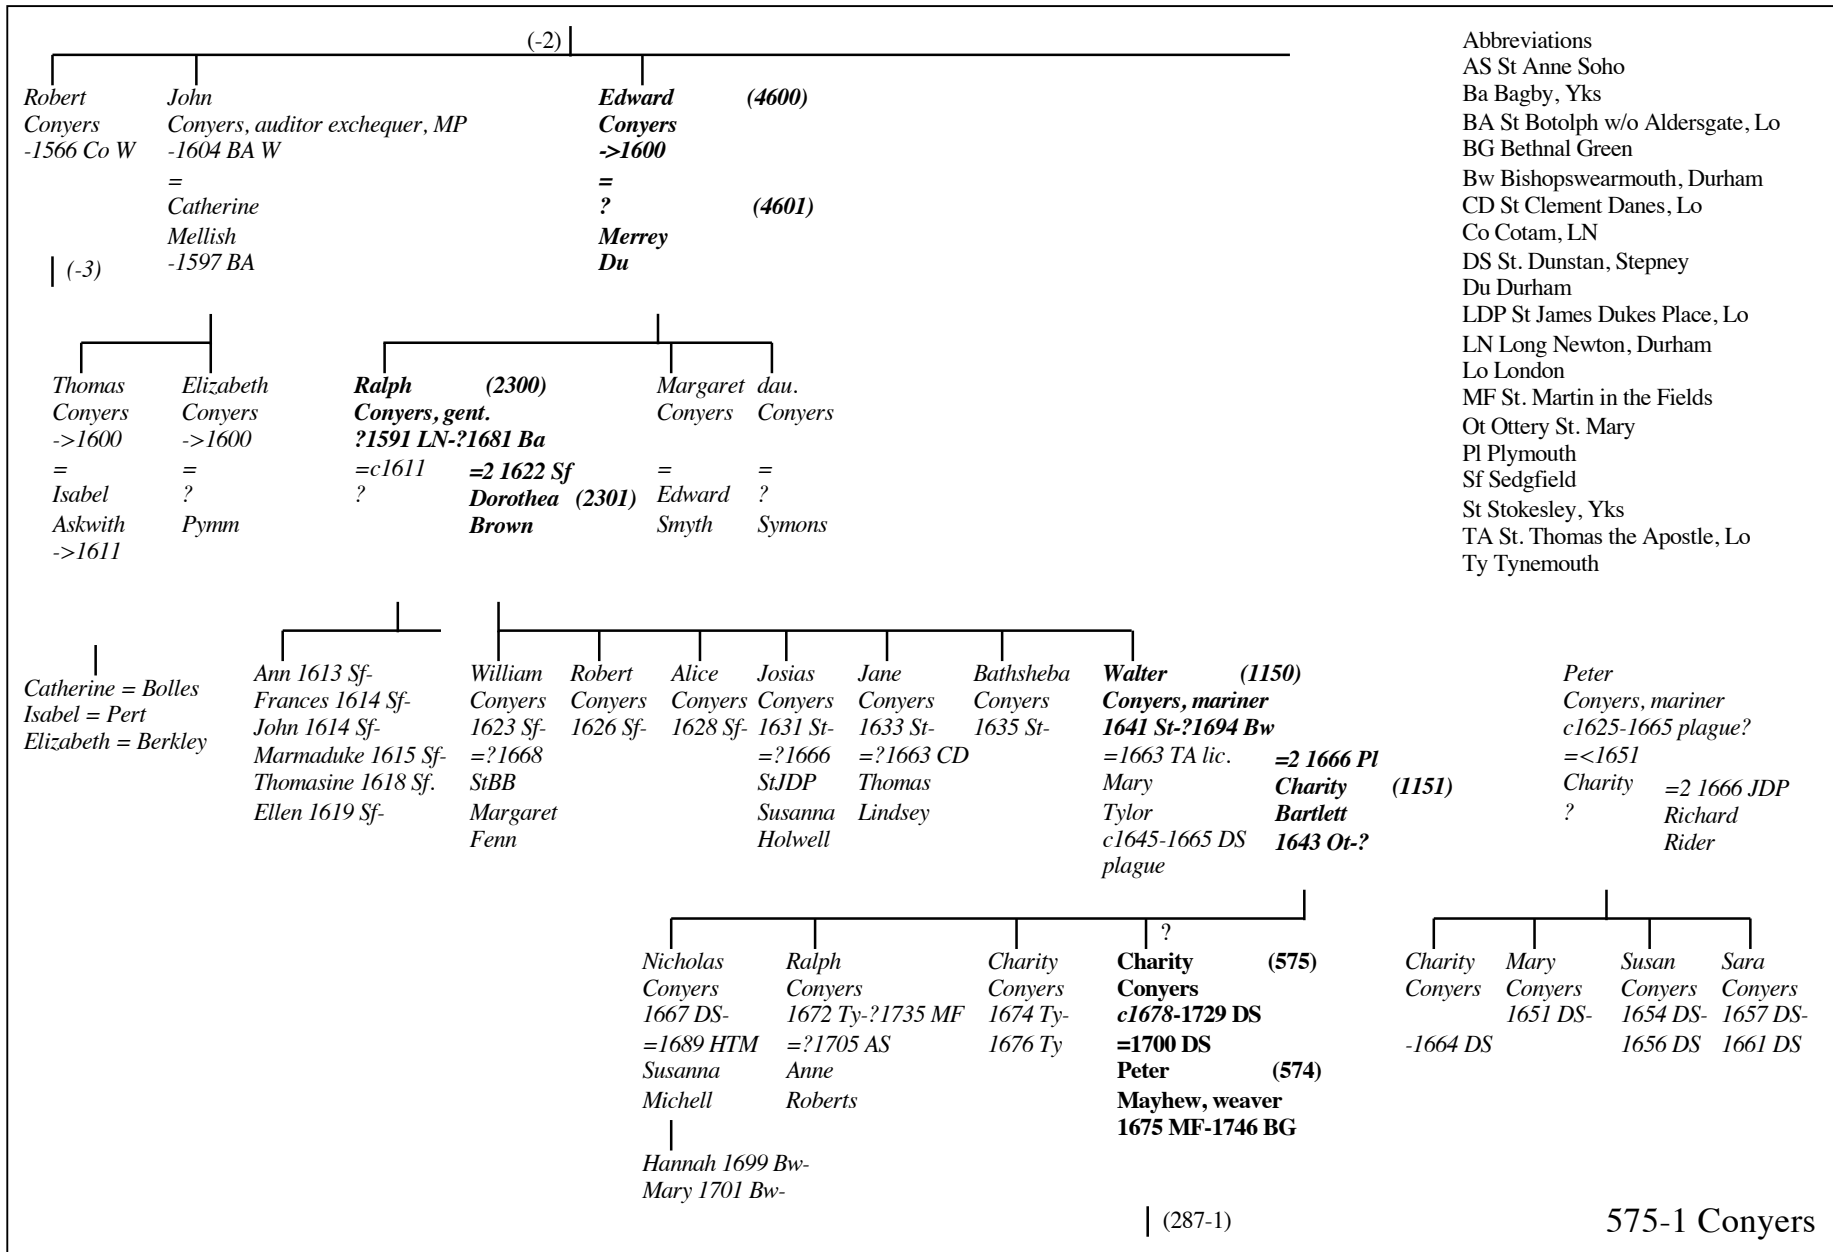 (-2)
Robert
Conyers
-1566 Co W
John
Conyers, auditor exchequer, MP
-1604 BA W
=
Catherine
Mellish
-1597 BA
Edward (4600)
Conyers
->1600
=
? (4601)
Merrey
Du
(-3)
Abbreviations
AS St Anne Soho
Ba Bagby, Yks
BA St Botolph w/o Aldersgate, Lo
BG Bethnal Green
Bw Bishopswearmouth, Durham
CD St Clement Danes, Lo
Co Cotam, LN
DS St. Dunstan, Stepney
Du Durham
LDP St James Dukes Place, Lo
LN Long Newton, Durham
Lo London
MF St. Martin in the Fields
Ot Ottery St. Mary
Pl Plymouth
Sf Sedgfield
St Stokesley, Yks
TA St. Thomas the Apostle, Lo
Ty Tynemouth
Thomas
Conyers
->1600
=
Isabel
Askwith
->1611
Elizabeth
Conyers
->1600
=
?
Pymm
Ralph (2300)
Conyers, gent.
?1591 LN-?1681 Ba
=c1611
?
=2 1622 Sf
Dorothea (2301)
Brown
Margaret
Conyers
=
Edward
Smyth
dau.
Conyers
=
?
Symons
Catherine = Bolles
Isabel = Pert
Elizabeth = Berkley
Ann 1613 Sf-
Frances 1614 Sf-
John 1614 Sf-
Marmaduke 1615 Sf-
Thomasine 1618 Sf.
Ellen 1619 Sf-
William
Conyers
1623 Sf-
=?1668
StBB
Margaret
Fenn
Robert
Conyers
1626 Sf-
Alice
Conyers
1628 Sf-
Josias
Conyers
1631 St-
=?1666
StJDP
Susanna
Holwell
Jane
Conyers
1633 St-
=?1663 CD
Thomas
Lindsey
Bathsheba
Conyers
1635 St-
Walter (1150)
Conyers, mariner
1641 St-?1694 Bw
=1663 TA lic.
Mary
Tylor
c1645-1665 DS
plague
=2 1666 Pl
Charity (1151)
Bartlett
1643 Ot-?
Peter
Conyers, mariner
c1625-1665 plague?
=<1651
Charity
?
=2 1666 JDP
Richard
Rider
?
Nicholas
Conyers
1667 DS-
=1689 HTM
Susanna
Michell
Ralph
Conyers
1672 Ty-?1735 MF
=?1705 AS
Anne
Roberts
Charity
Conyers
1674 Ty-
1676 Ty
Charity (575)
Conyers
c1678-1729 DS
=1700 DS
Peter (574)
Mayhew, weaver
1675 MF-1746 BG
Charity
Conyers
-1664 DS
Mary
Conyers
1651 DS-
Susan
Conyers
1654 DS-
1656 DS
Sara
Conyers
1657 DS-
1661 DS
Hannah 1699 Bw-
Mary 1701 Bw-
(287-1)
575-1 Conyers